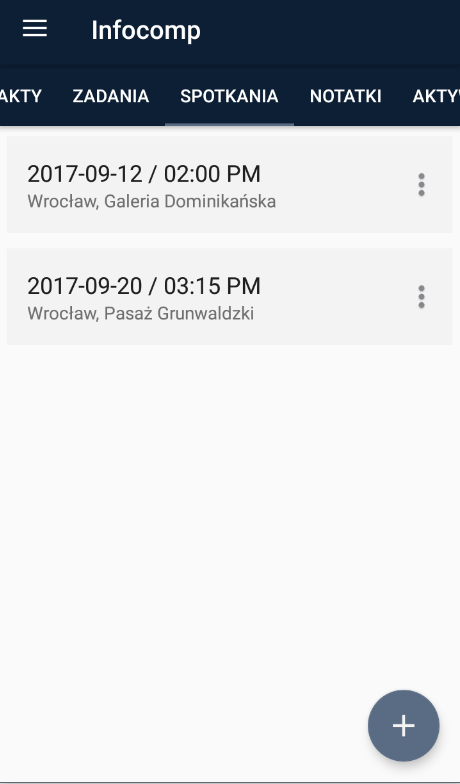 Infocomp
AKTY ZADANIA SPOTKANIA NOTATKI AKTYW
2017-09-12 / 02:00 PM
Wrocław, Galeria Dominikańska
2017-09-20 / 03:15 PM
Wrocław, Pasaż Grunwaldzki